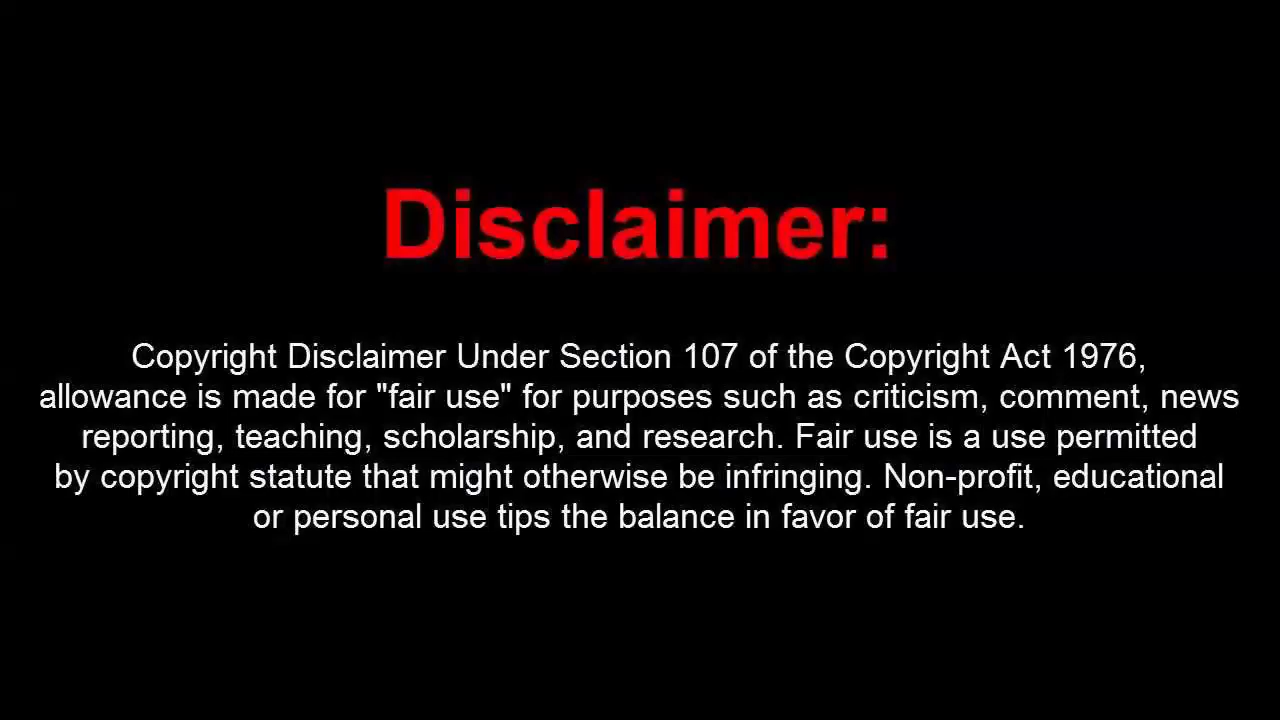 Disclaimer:
Copyright Disclaimer Under Section 107 of the Copyright Act 1976,
allowance is made for "fair use" for purposes such as criticism, comment, news
reporting, teaching, scholarship, and research. Fair use is a use permitted
by copyright statute that might otherwise be infringing. Non-profit, educational
or personal use tips the balance in favor of fair use.